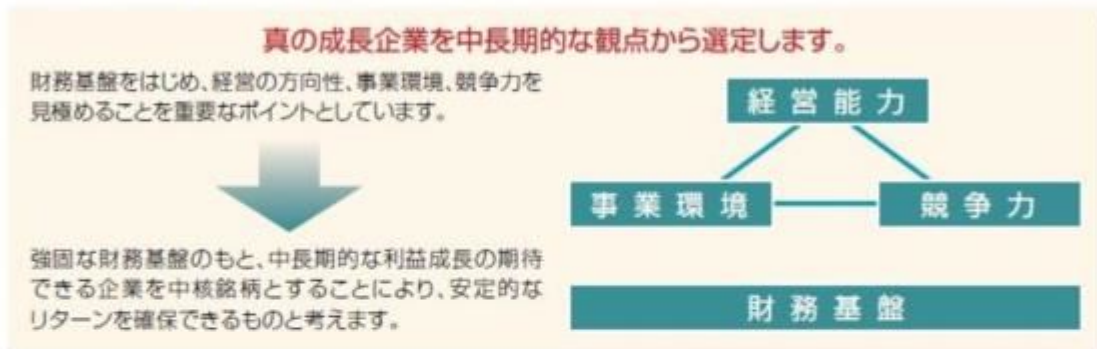 真の成長企業を中長期的な観点から選定します。
財務基盤をはじめ、経営の方向性、事業環境、競争力を
見極めることを重要なポイントとしています。
強固な財務基盤のもと、中長期的な利益成長の期待
できる企業を中核銘柄とすることにより、安定的な
リターンを確保できるものと考えます。
経営能力
事業環境
競争力
財務基盤